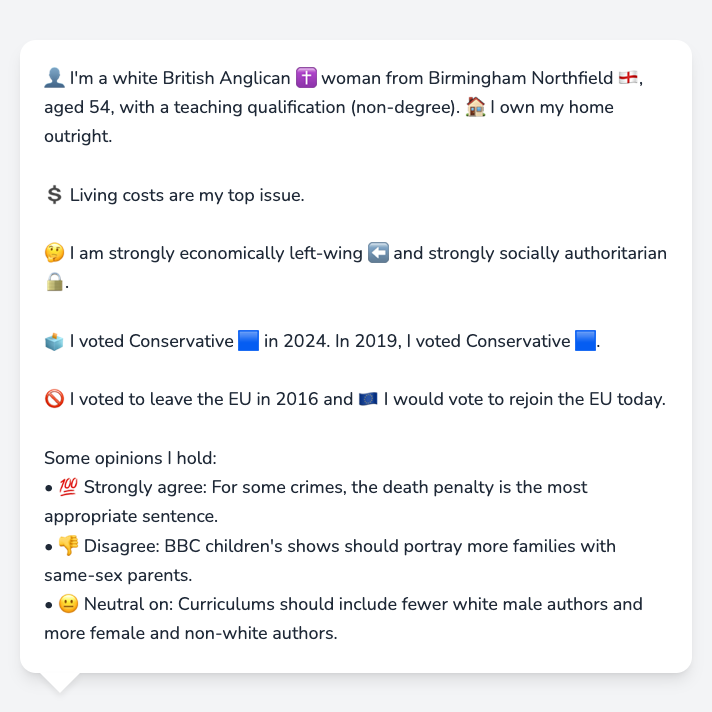 👤 I'm a white British Anglican ✝️ woman from Birmingham Northfield 🏴󠁧󠁢󠁥󠁮󠁧󠁿,
aged 54, with a teaching qualification (non-degree). 🏠 I own my home
outright.
💲 Living costs are my top issue.
🤔 I am strongly economically left-wing ⬅️ and strongly socially authoritarian
🔒.
🗳️ I voted Conservative 🟦 in 2024. In 2019, I voted Conservative 🟦.
🚫 I voted to leave the EU in 2016 and 🇪🇺 I would vote to rejoin the EU today.
Some opinions I hold:
• 💯 Strongly agree: For some crimes, the death penalty is the most
appropriate sentence.
• 👎 Disagree: BBC children's shows should portray more families with
same-sex parents.
• 😐 Neutral on: Curriculums should include fewer white male authors and
more female and non-white authors.